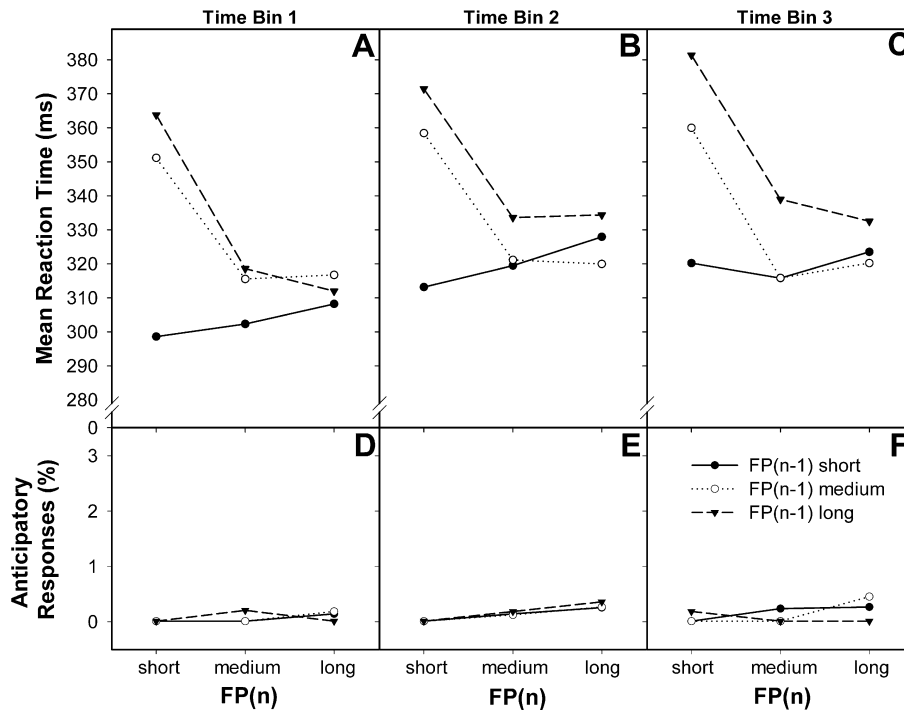 Time Bin 1 Time Bin 2 Time Bin 3
A B C
Mean Reaction Time (ms)
380
370
360
350
340
330
320
310
300
290
280
0
D E F
Anticipatory
Responses (%)
3
2
1
0
FP(n-1) short
FP(n-1) medium
FP(n-1) long
short medium long short medium long short medium long
FP(n) FP(n) FP(n)